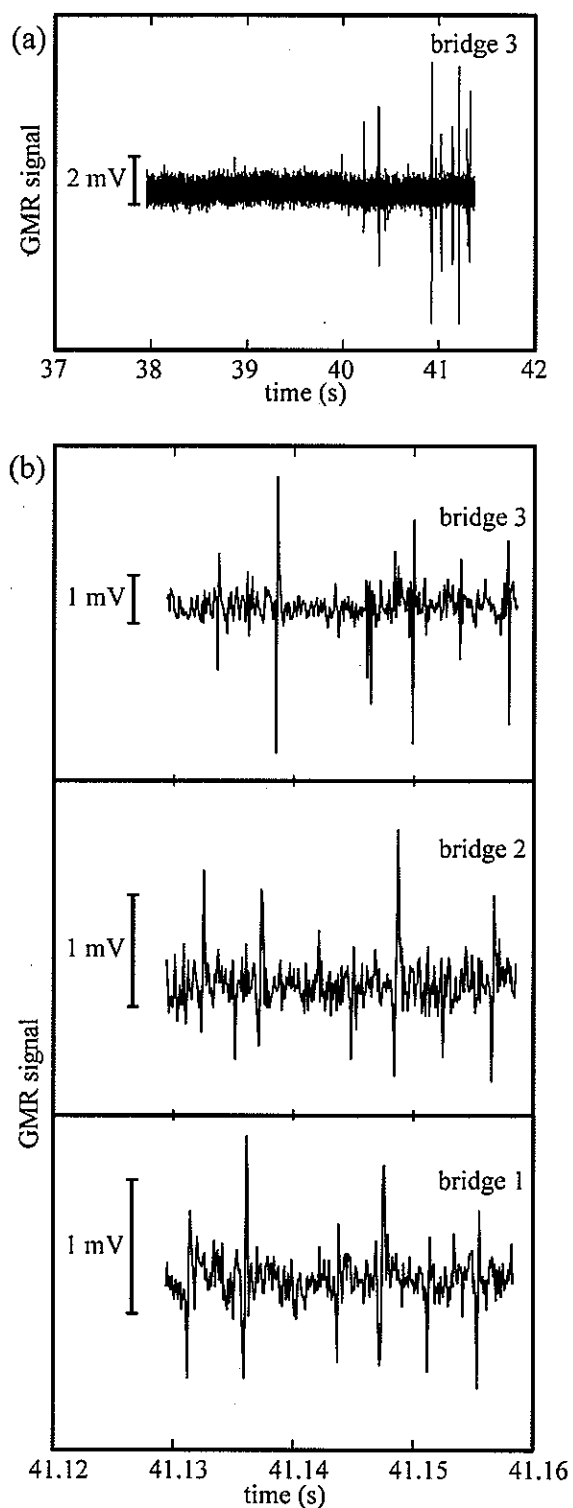 (a)
bridge 3
GMR signal
2 mV
37 38 39 40 41 42
time (s)
(b)
bridge 3
1 mV
bridge 2
1 mV
GMR signal
bridge 1
1 mV
41.12 41.13 41.14 41.15 41.16
time (s)